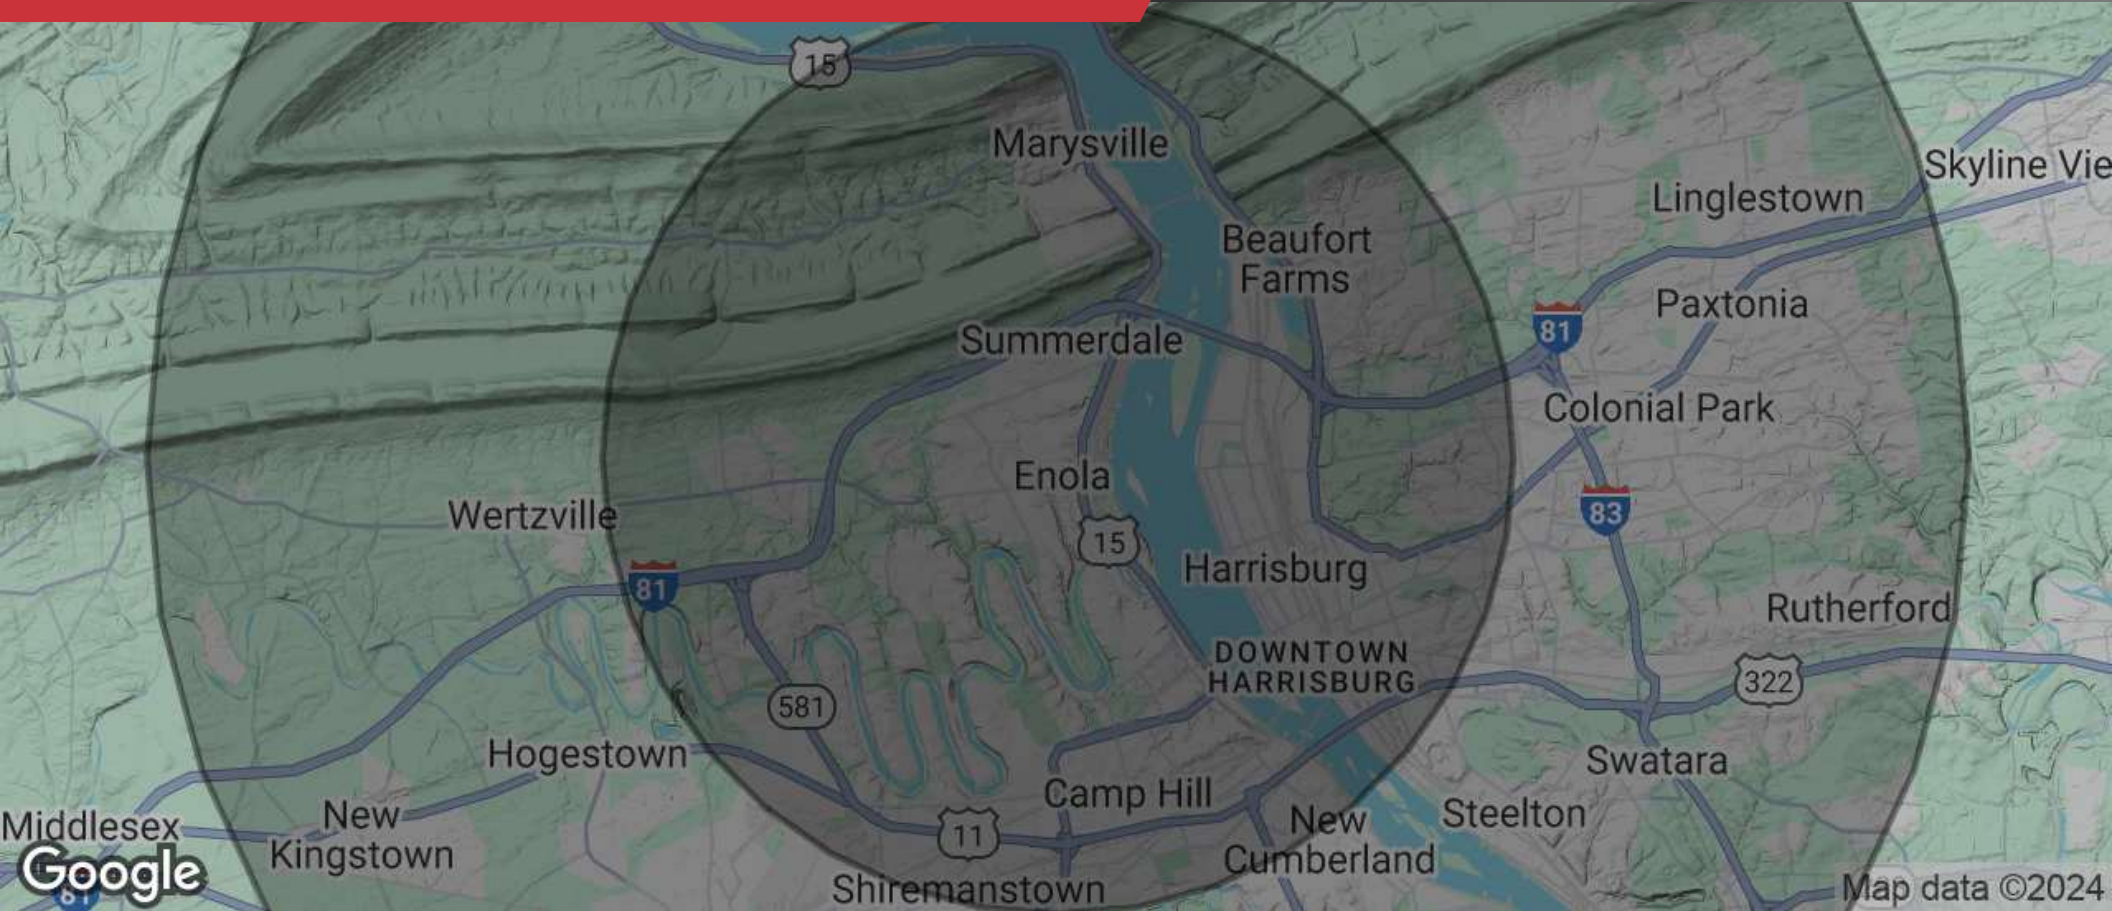 15
Marysville
Skyline Vie
Linglestown
Beaufort
Farms
81
Paxtonia
Summerdale
Colonial Park
Enola
83
Wertzville
15
Harrisburg
81
Rutherford
DOWNTOWN
HARRISBURG
322
581
Hogestown
Swatara
Camp Hill
New
Kingstown
Middlesex
11
New
Cumberland
Steelton
Shiremanstown
Google
81
Map data ©2024